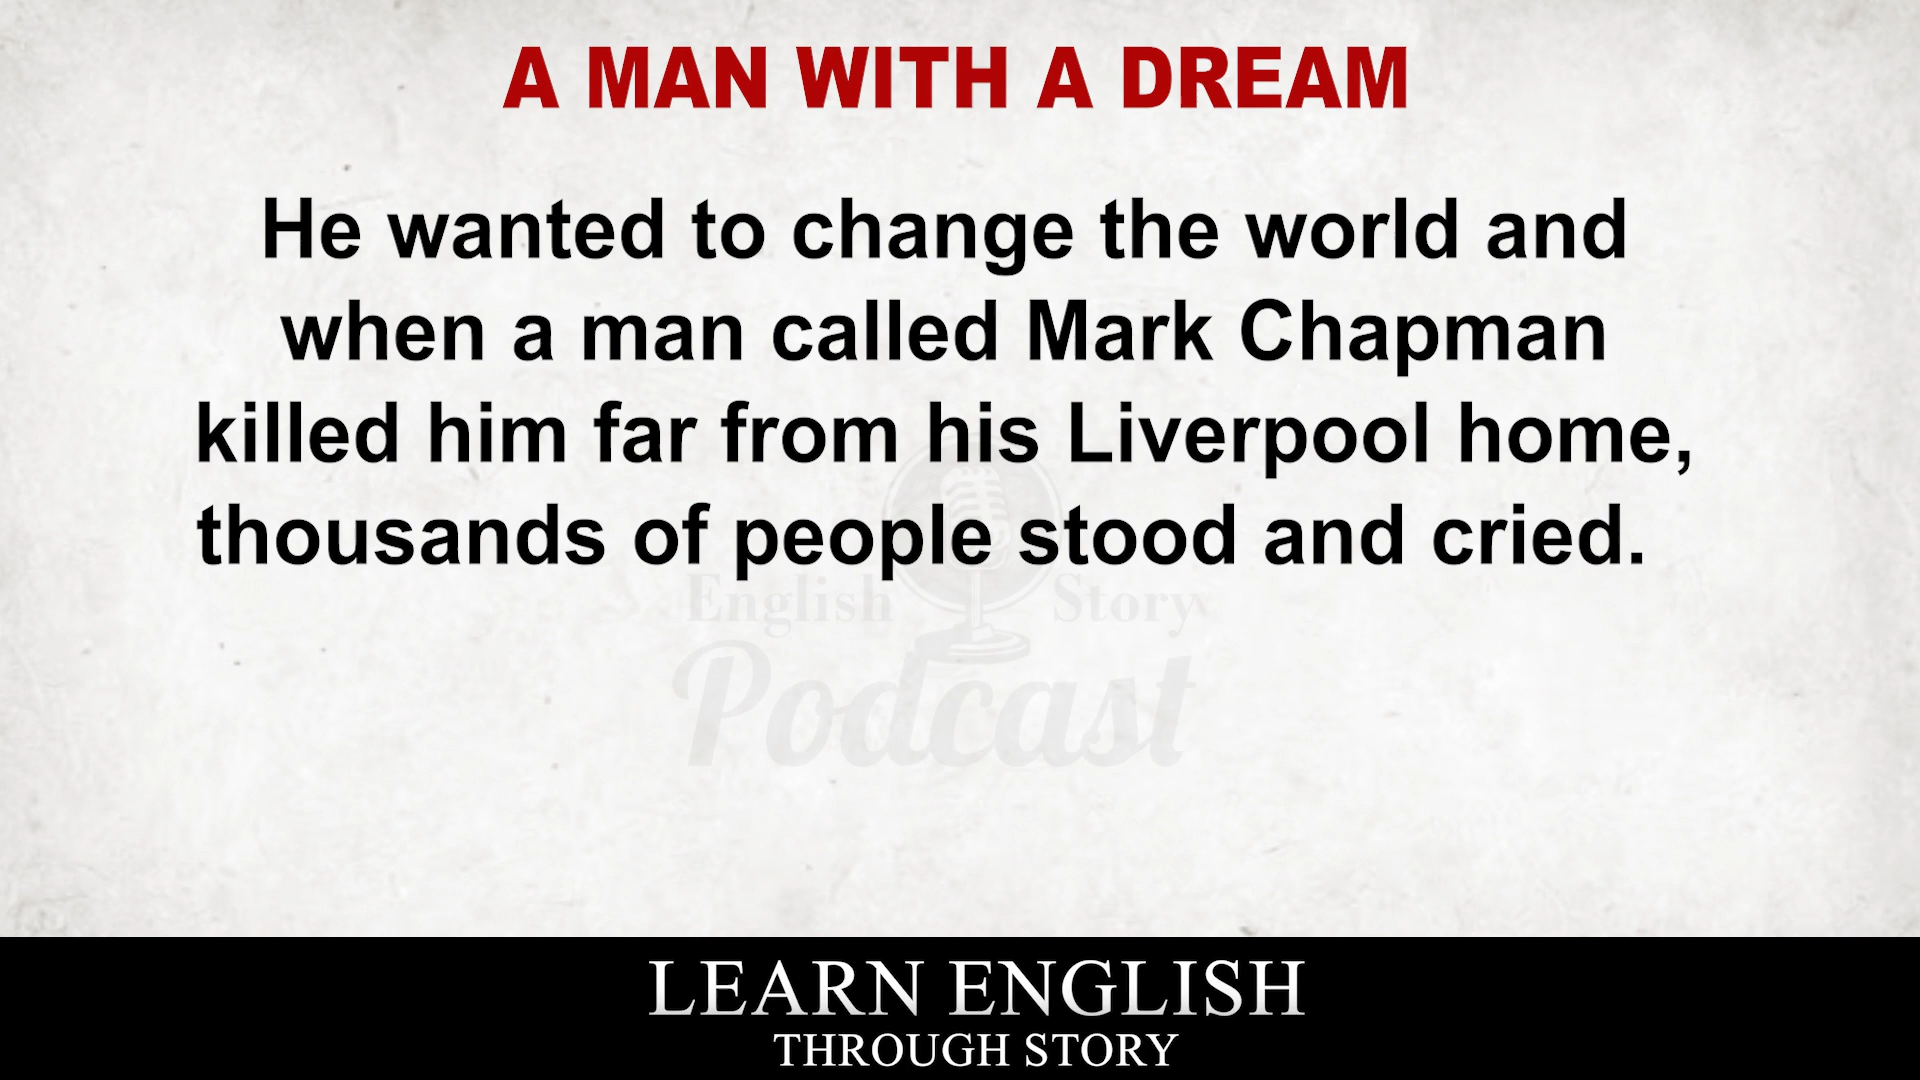 A MAN WITH A DREAM
He wanted to change the world and
when a man called Mark Chapman
killed him far from his Liverpool home,
thousands of people stood and cried.
English Story
Podcast
LEARN ENGLISH
THROUGH STORY